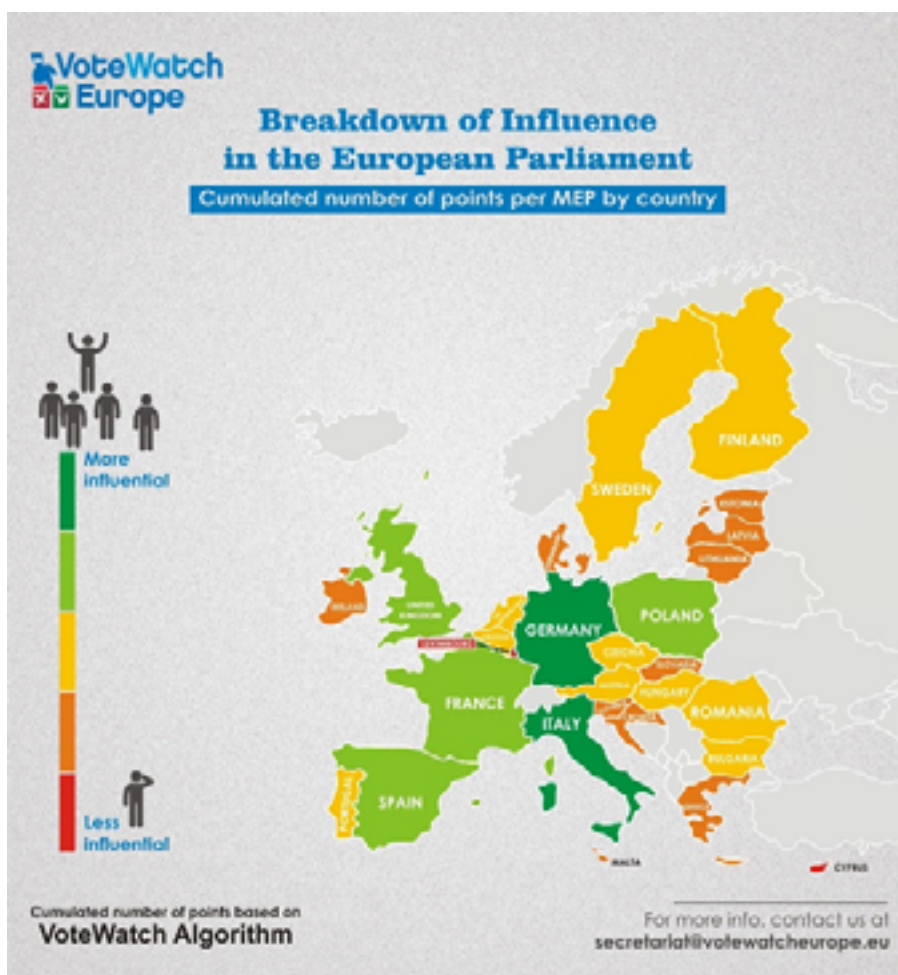 VoteWatch
Europe
Breakdown of Influence
in the European Parliament
Cumulated number of points per MEP by country
More
influential
FINLAND
SWEDEN
ESTONIA
LATVIA
LITHUANIA
IRELAND
UNITED
KINGDOM
GERMANY
POLAND
LUXEMBOURG
CZECHIA
SLOVAKIA
FRANCE
HUNGARY
ITALY
ROMANIA
BULGARIA
PORTUGAL
SPAIN
GREECE
MALTA
CYPRUS
Less
influential
Cumulated number of points based on
VoteWatch Algorithm
For more info, contact us at
secretariat@votewatcheurope.eu